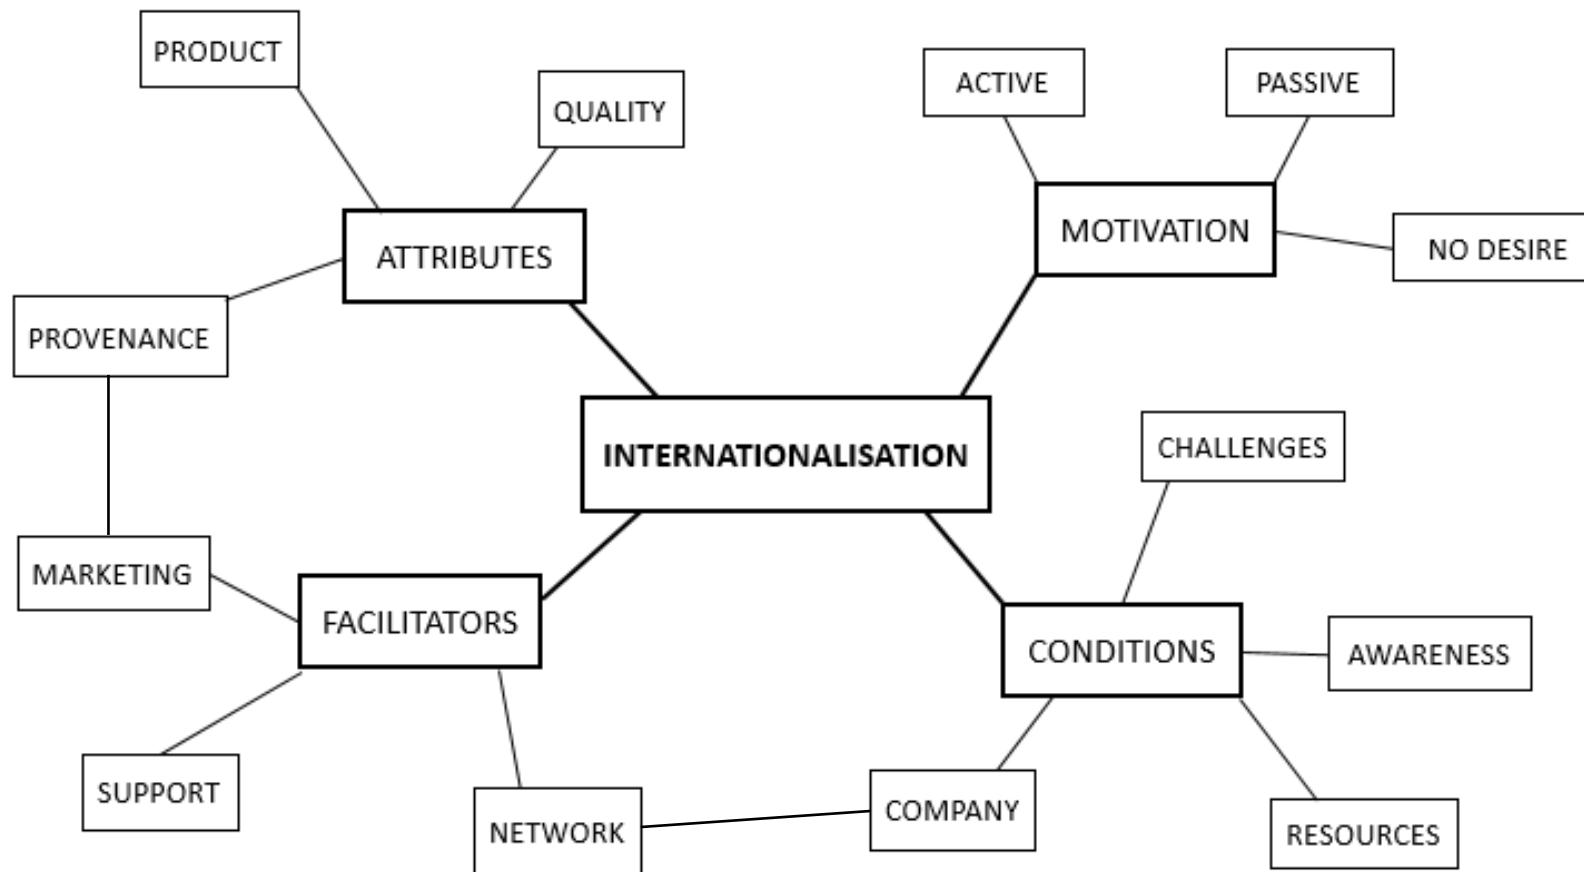 PRODUCT
QUALITY
ACTIVE
PASSIVE
ATTRIBUTES
MOTIVATION
NO DESIRE
PROVENANCE
INTERNATIONALISATION
CHALLENGES
MARKETING
FACILITATORS
CONDITIONS
AWARENESS
SUPPORT
NETWORK
COMPANY
RESOURCES